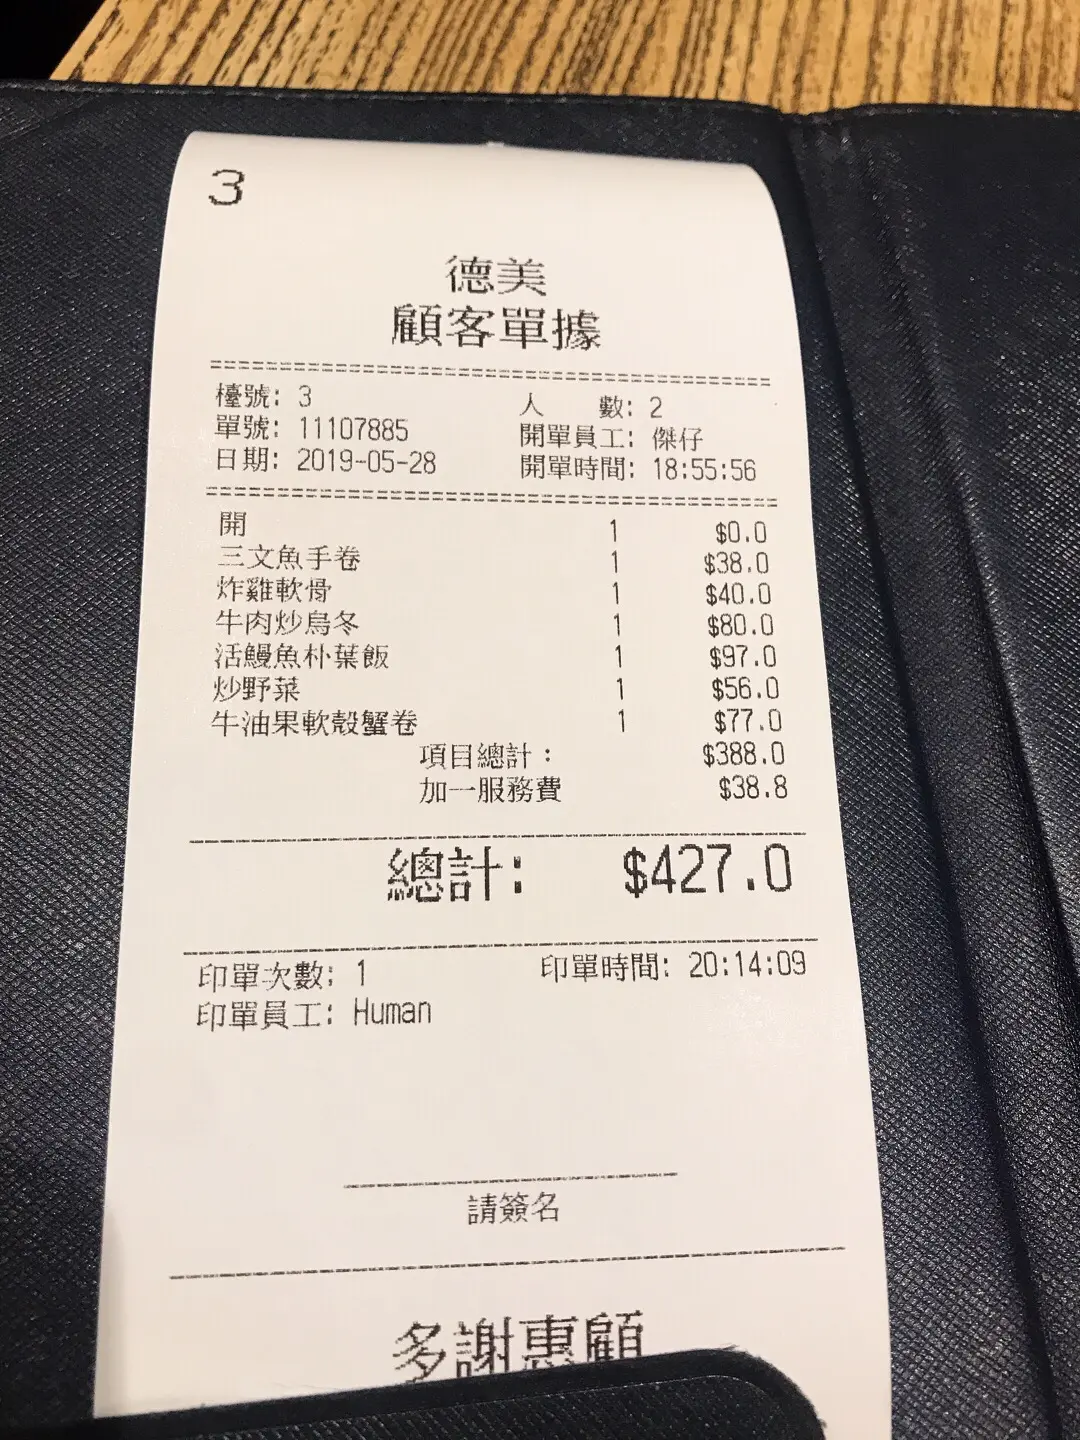 3
德美
顧客單據
檯號: 3 人 數: 2
單號: 11107885 開單員工: 傑仔
日期: 2019-05-28 開單時間: 18:55:56
開 1 $0.0
三文魚手卷 1 $38.0
炸雞軟骨 1 $40.0
牛肉炒烏冬 1 $80.0
活鰻魚朴葉飯 1 $97.0
炒野菜 1 $56.0
牛油果軟殼蟹卷 1 $77.0
項目總計: $388.0
加一服務費 $38.8
總計: $427.0
印單次數: 1 印單時間: 20:14:09
印單員工: Human
請簽名
多謝惠顧